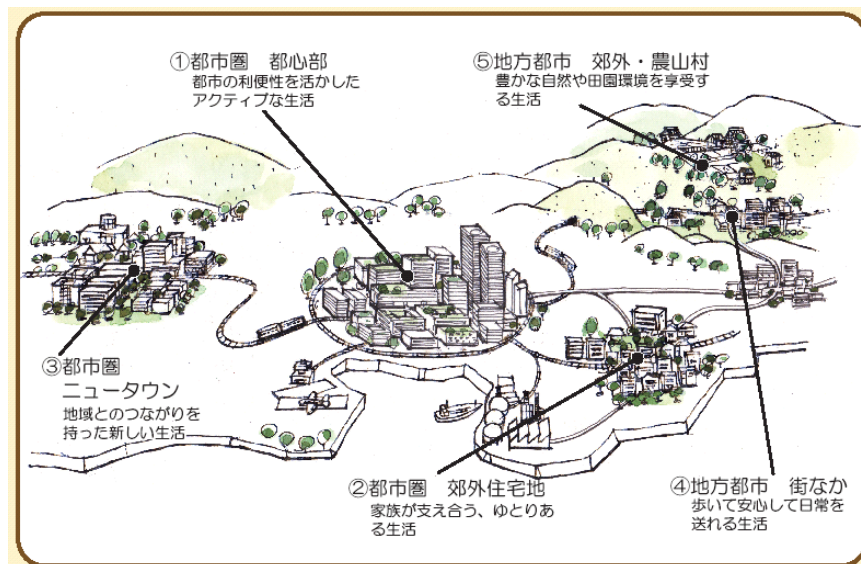 ①都市圏　都心部
都市の利便性を活かした
アクティブな生活
⑤地方都市　郊外・農山村
豊かな自然や田園環境を享受す
る生活
③都市圏
ニュータウン
地域とのつながりを
持った新しい生活
②都市圏　郊外住宅地
家族が支え合う、ゆとりあ
る生活
④地方都市　街なか
歩いて安心して日常を
送れる生活